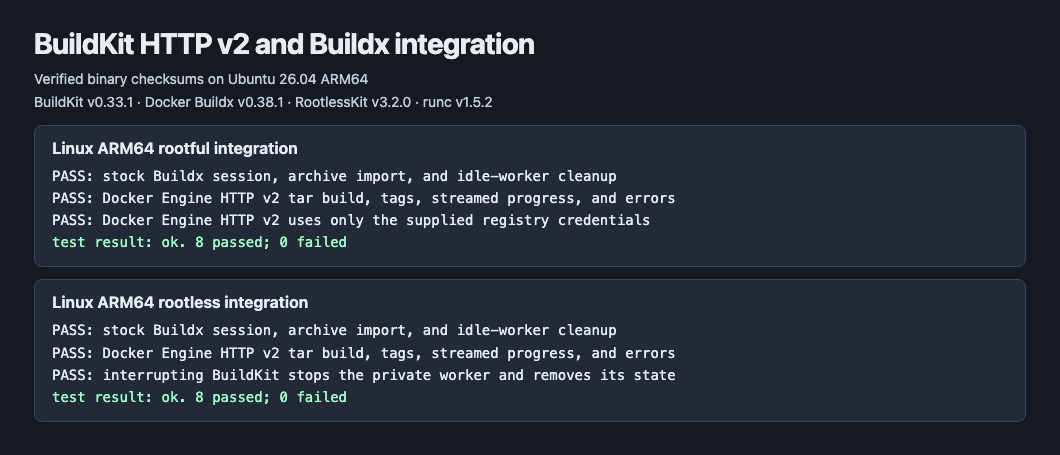 BuildKit HTTP v2 and Buildx integration
Verified binary checksums on Ubuntu 26.04 ARM64
BuildKit v0.33.1 · Docker Buildx v0.38.1 · RootlessKit v3.2.0 · runc v1.5.2
Linux ARM64 rootful integration
PASS: stock Buildx session, archive import, and idle-worker cleanup
PASS: Docker Engine HTTP v2 tar build, tags, streamed progress, and errors
PASS: Docker Engine HTTP v2 uses only the supplied registry credentials
test result: ok. 8 passed; 0 failed
Linux ARM64 rootless integration
PASS: stock Buildx session, archive import, and idle-worker cleanup
PASS: Docker Engine HTTP v2 tar build, tags, streamed progress, and errors
PASS: interrupting BuildKit stops the private worker and removes its state
test result: ok. 8 passed; 0 failed